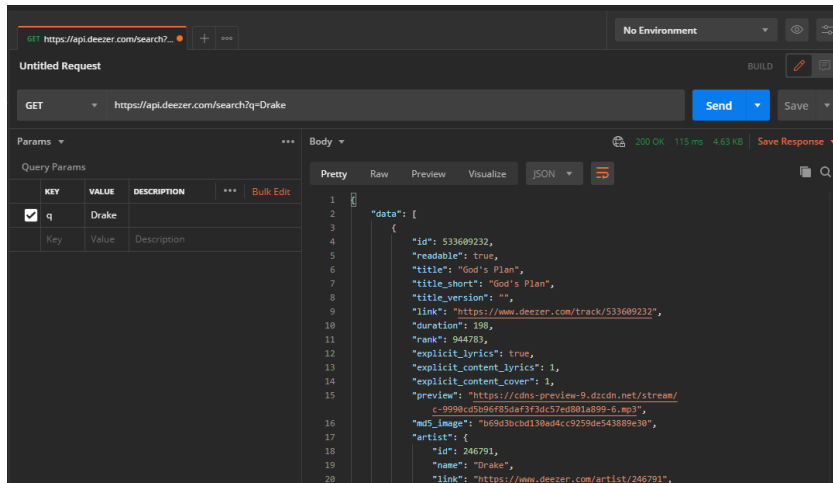 GET https://api.deezer.com/search?...
No Environment
Untitled Request
BUILD
GET https://api.deezer.com/search?q=Drake
Send
Save
Params
Query Params
KEY VALUE DESCRIPTION Bulk Edit
q Drake
Key Value Description
Body
200 OK 115 ms 4.63 KB Save Response
Pretty Raw Preview Visualize JSON
1 {
2 "data": [
3 {
4 "id": 533609232,
5 "readable": true,
6 "title": "God's Plan",
7 "title_short": "God's Plan",
8 "title_version": "",
9 "link": "https://www.deezer.com/track/533609232",
10 "duration": 198,
11 "rank": 944783,
12 "explicit_lyrics": true,
13 "explicit_content_lyrics": 1,
14 "explicit_content_cover": 1,
15 "preview": "https://cdns-preview-9.dzcdn.net/stream/
c-9990cd5b96f85daf3f3dc57ed801a899-6.mp3",
16 "md5_image": "b69d3bcbd130ad4cc9259de543889e30",
17 "artist": {
18 "id": 246791,
19 "name": "Drake",
20 "link": "https://www.deezer.com/artist/246791",